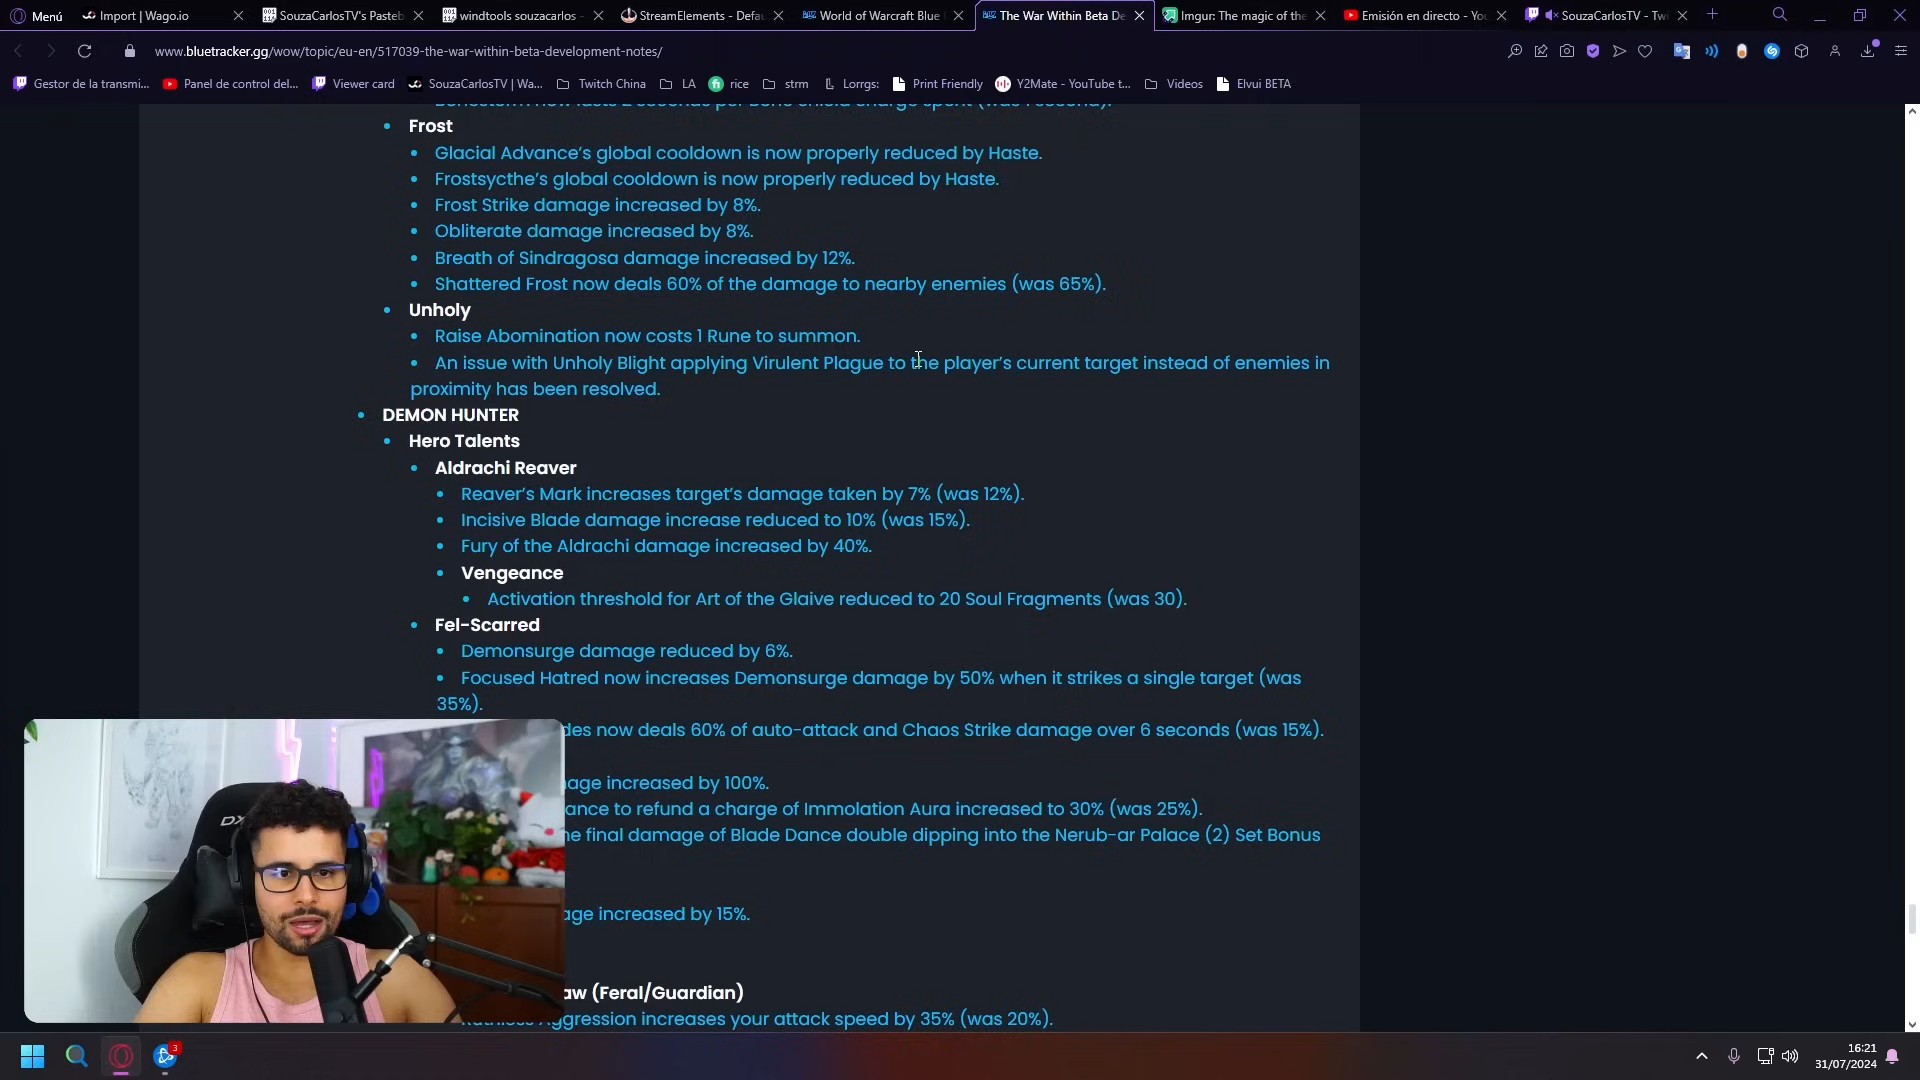 Menú
Import | Wago.io
SouzaCarlosTV's Pasteb
windtools souzacarlos -
StreamElements - Defau
World of Warcraft Blue
The War Within Beta De
Imgur: The magic of the
Emisión en directo - You
SouzaCarlosTV - Twi
www.bluetracker.gg/wow/topic/eu-en/517039-the-war-within-beta-development-notes/
Gestor de la transmi... Panel de control del... Viewer card SouzaCarlosTV | Wa... Twitch China LA rice strm Lorrgs: Print Friendly Y2Mate - YouTube t... Videos Elvui BETA
Frost
Glacial Advance's global cooldown is now properly reduced by Haste.
Frostsycthe's global cooldown is now properly reduced by Haste.
Frost Strike damage increased by 8%.
Obliterate damage increased by 8%.
Breath of Sindragosa damage increased by 12%.
Shattered Frost now deals 60% of the damage to nearby enemies (was 65%).
Unholy
Raise Abomination now costs 1 Rune to summon.
An issue with Unholy Blight applying Virulent Plague to the player's current target instead of enemies in
proximity has been resolved.
DEMON HUNTER
Hero Talents
Aldrachi Reaver
Reaver's Mark increases target's damage taken by 7% (was 12%).
Incisive Blade damage increase reduced to 10% (was 15%).
Fury of the Aldrachi damage increased by 40%.
Vengeance
Activation threshold for Art of the Glaive reduced to 20 Soul Fragments (was 30).
Fel-Scarred
Demonsurge damage reduced by 6%.
Focused Hatred now increases Demonsurge damage by 50% when it strikes a single target (was
35%).
des now deals 60% of auto-attack and Chaos Strike damage over 6 seconds (was 15%).
age increased by 100%.
ance to refund a charge of Immolation Aura increased to 30% (was 25%).
he final damage of Blade Dance double dipping into the Nerub-ar Palace (2) Set Bonus
age increased by 15%.
aw (Feral/Guardian)
Aggression increases your attack speed by 35% (was 20%).
DX
3
16:21
31/07/2024